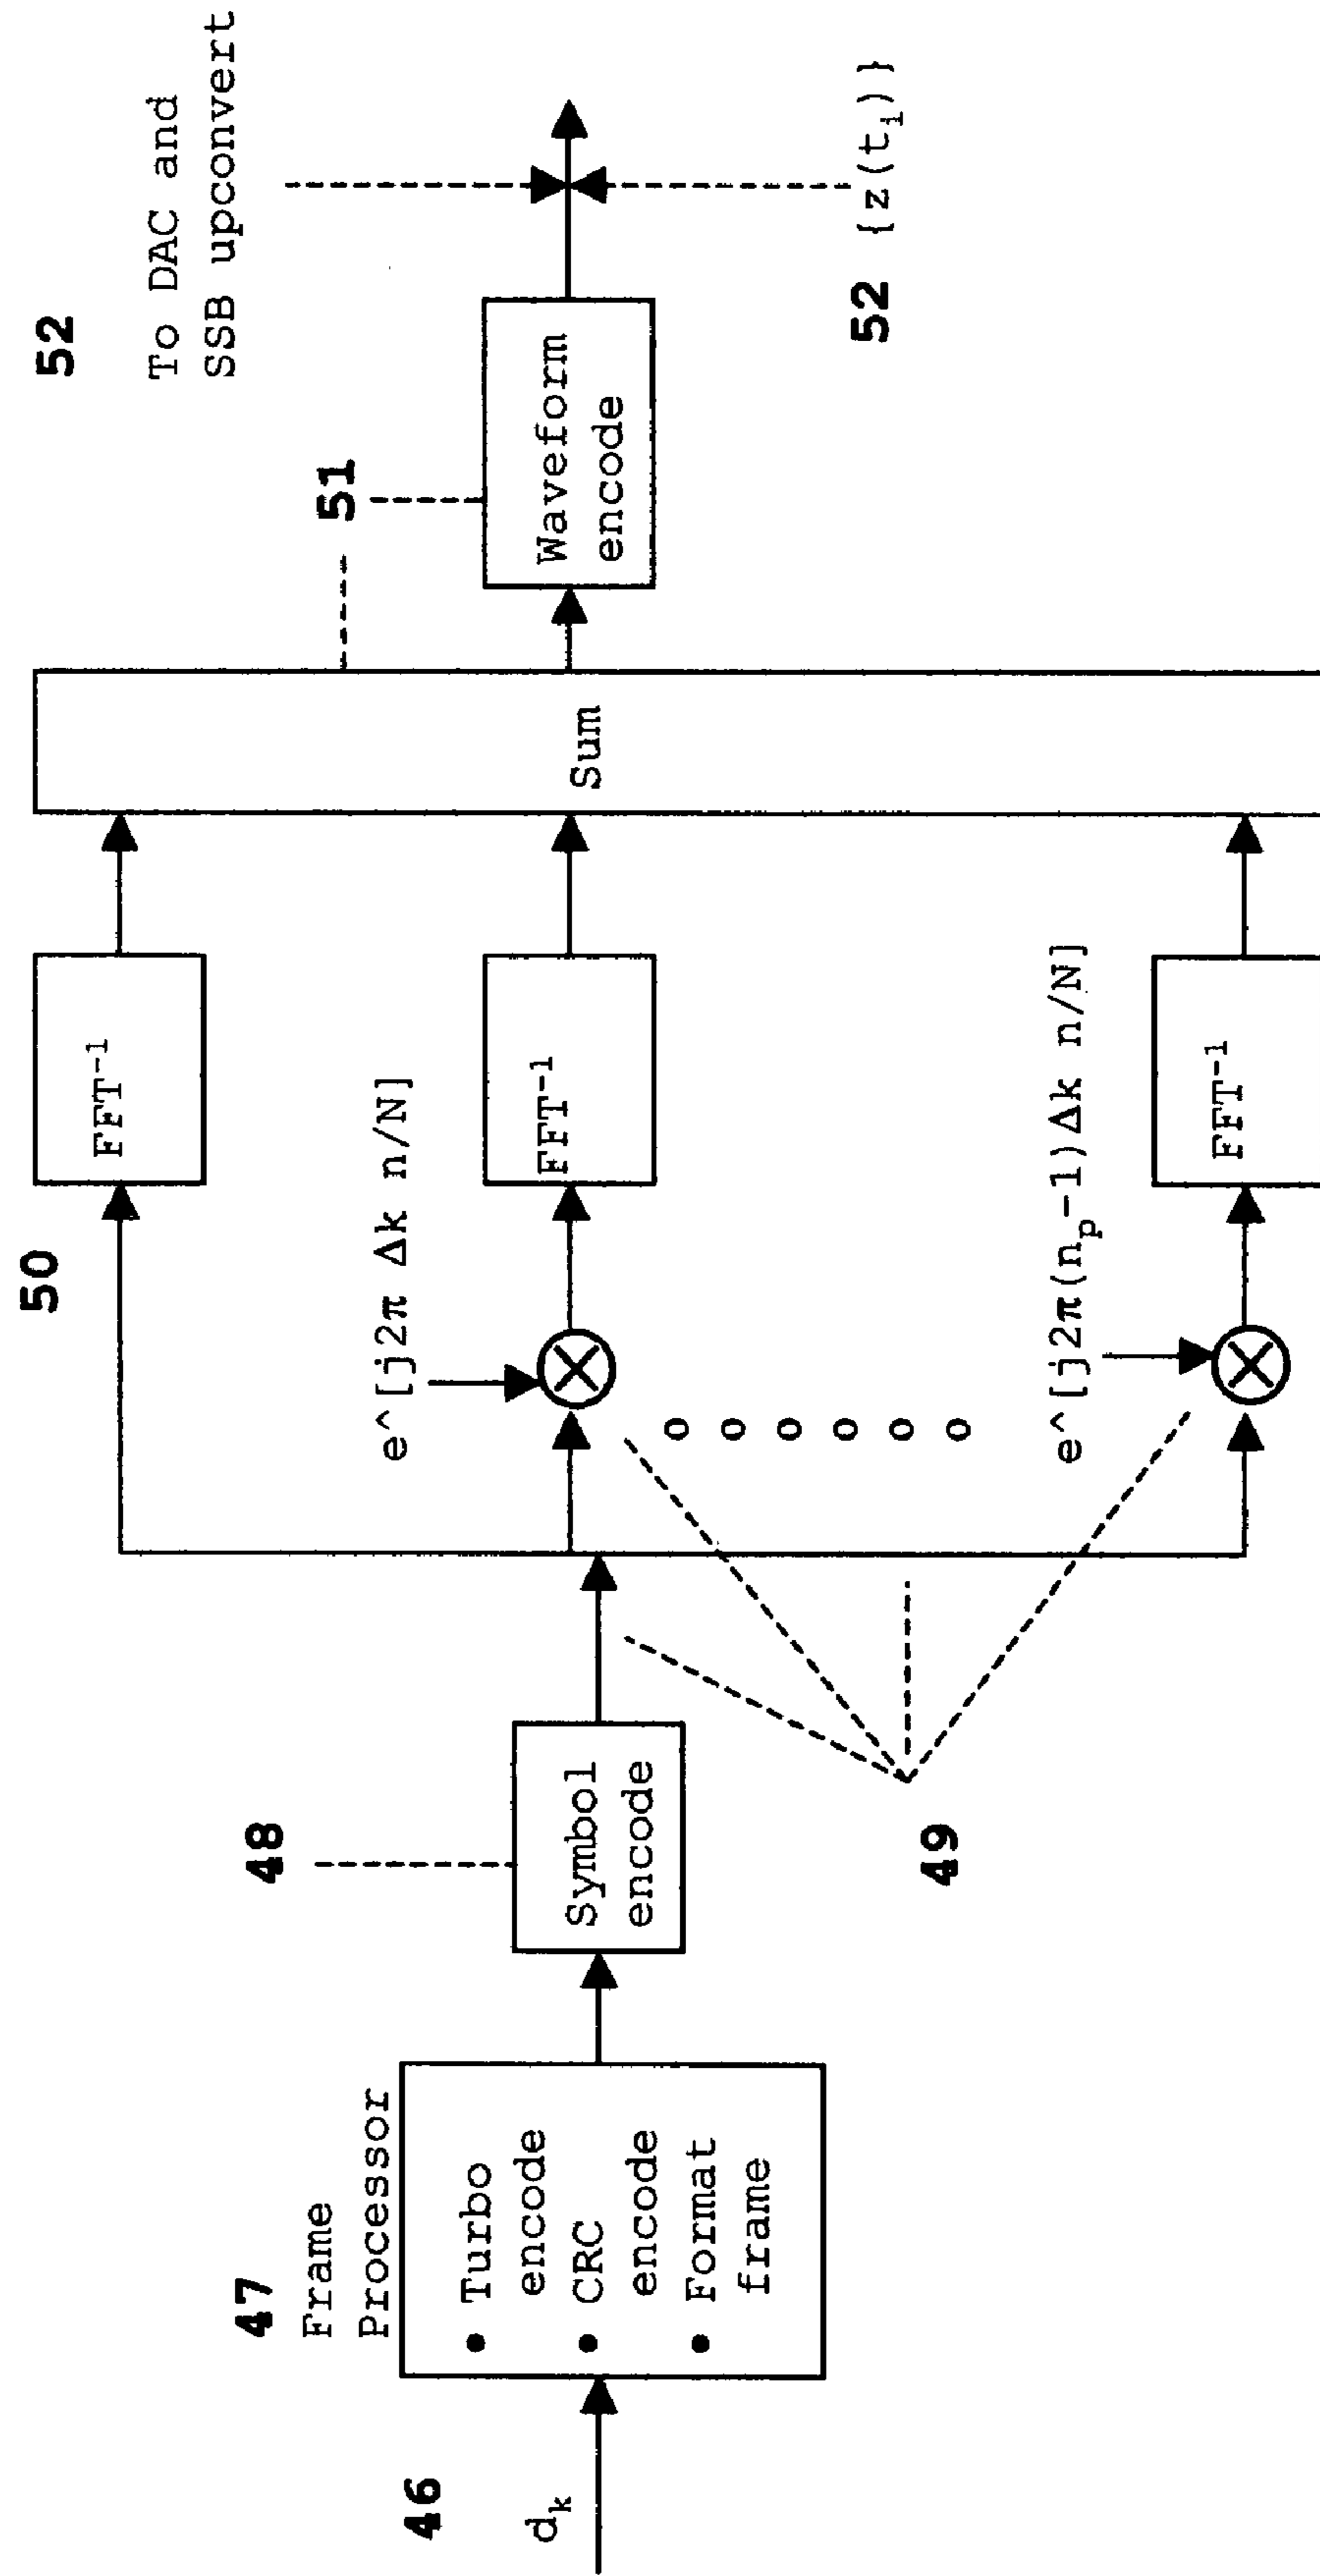 46
d_k
47
Frame
Processor
• Turbo
encode
• CRC
encode
• Format
frame
48
Symbol
encode
49
50
FFT⁻¹
e^[j2π Δk n/N]
FFT⁻¹
o
o
o
o
o
o
e^[j2π(n_p-1)Δk n/N]
FFT⁻¹
Sum
51
Waveform
encode
52
To DAC and
SSB upconvert
52 {z(t_i)}